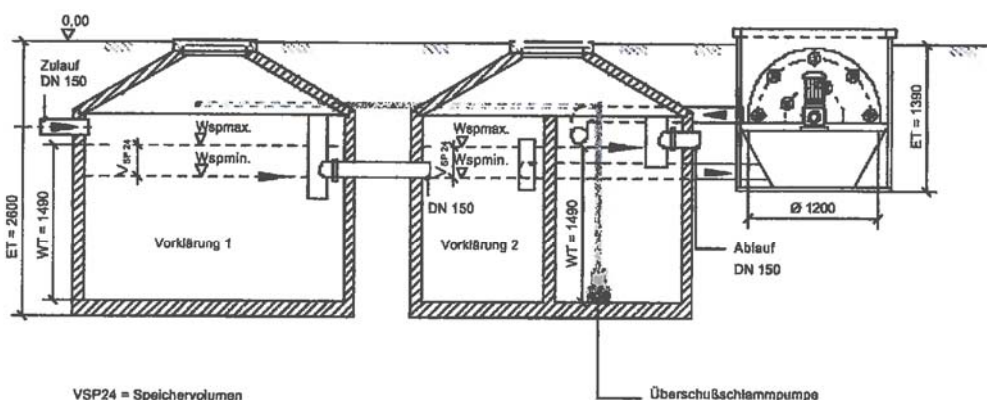 0,00
Zulauf
DN 150
Wspmax.
Wspmin.
VSP 24
ET = 2600
WT = 1490
Vorklärung 1
DN 150
Wspmax.
Wspmin.
VSP 24
Vorklärung 2
WT = 1490
ET = 1390
Ø 1200
Ablauf
DN 150
VSP24 = Speichervolumen
Überschußschlammpumpe